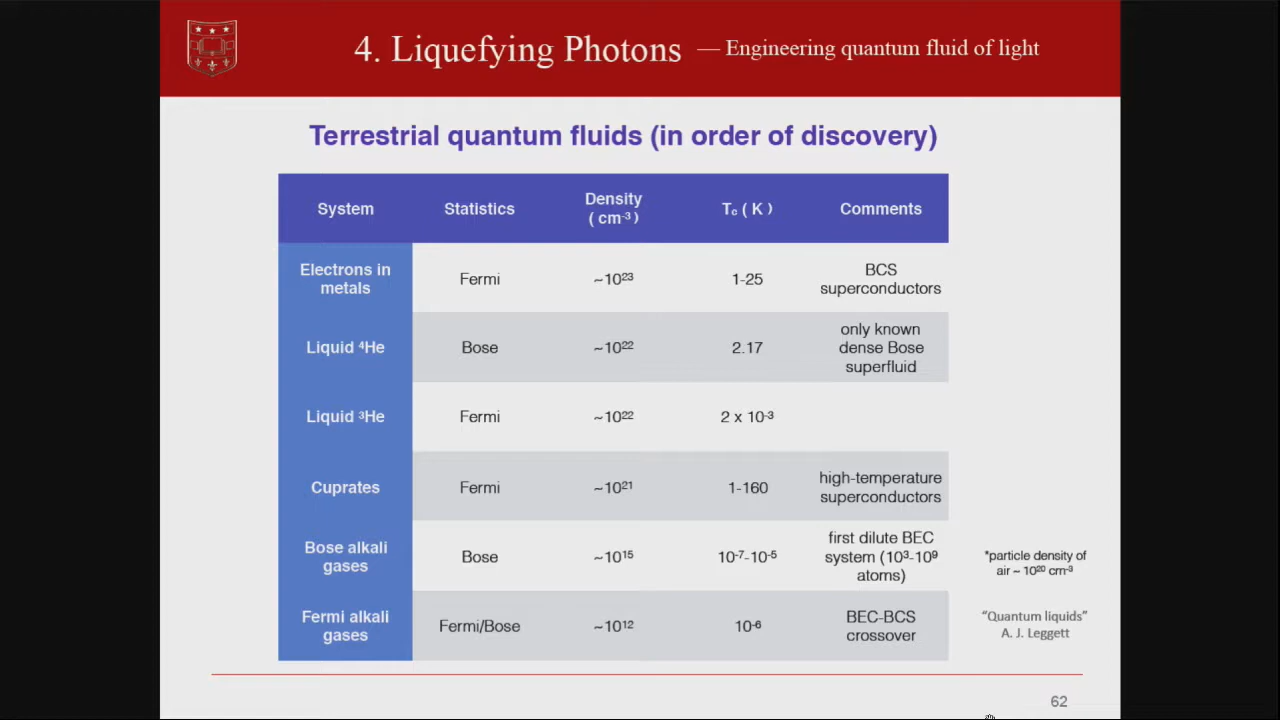 4. Liquefying Photons — Engineering quantum fluid of light
Terrestrial quantum fluids (in order of discovery)
System Statistics Density ( cm⁻³ ) T꜀ ( K ) Comments
Electrons in metals Fermi ~10²³ 1-25 BCS superconductors
Liquid ⁴He Bose ~10²² 2.17 only known dense Bose superfluid
Liquid ³He Fermi ~10²² 2 x 10⁻³
Cuprates Fermi ~10²¹ 1-160 high-temperature superconductors
Bose alkali gases Bose ~10¹⁵ 10⁻⁷-10⁻⁵ first dilute BEC system (10³-10⁹ atoms)
Fermi alkali gases Fermi/Bose ~10¹² 10⁻⁶ BEC-BCS crossover
*particle density of
air ~ 10²⁰ cm⁻³
“Quantum liquids”
A. J. Leggett
62